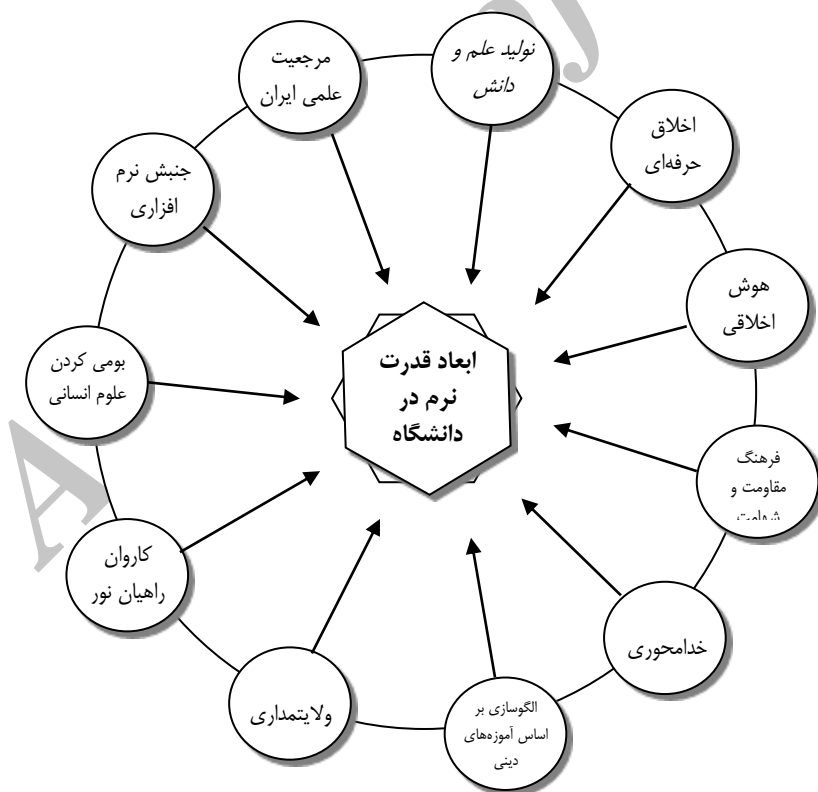 ابعاد قدرت
نرم در
دانشگاه
تولید علم و
دانش
اخلاق
حرفه‌ای
هوش
اخلاقی
فرهنگ
مقاومت و
خدامحوری
الگوسازی بر
اساس آموزه‌های
دینی
ولایتمداری
کاروان
راهیان نور
بومی کردن
علوم انسانی
جنبش نرم
افزاری
مرجعیت
علمی ایران